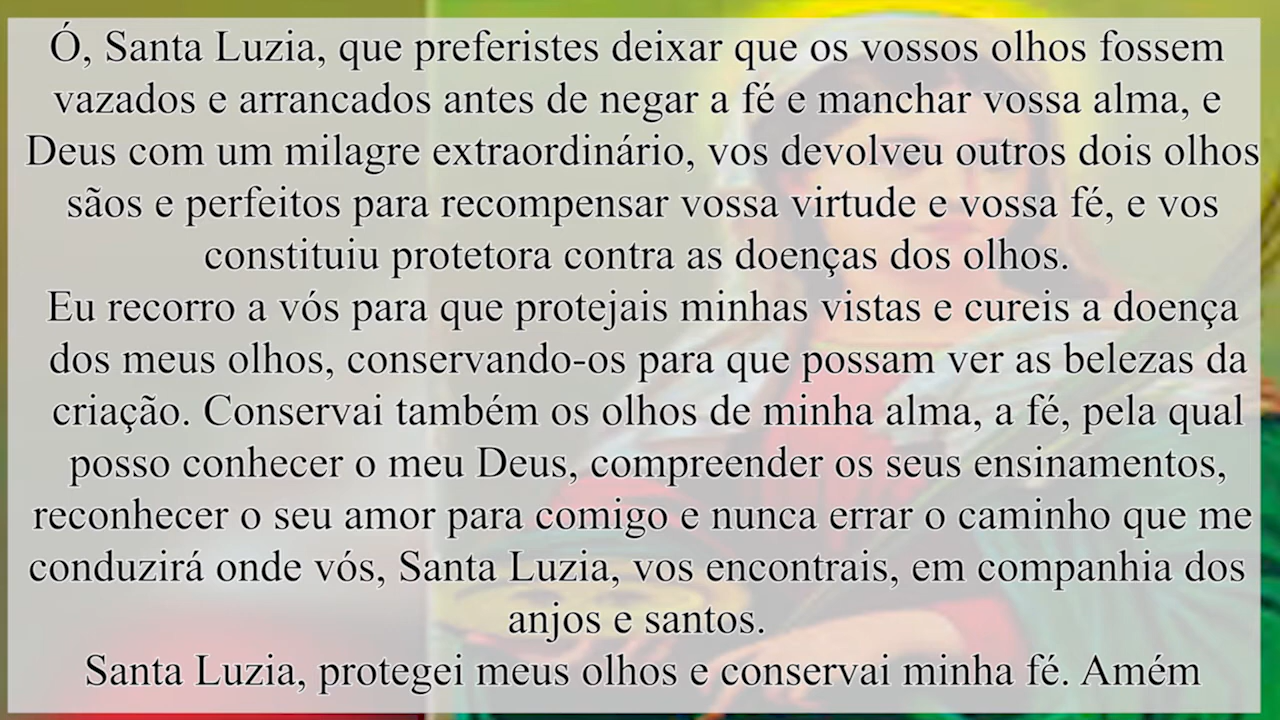 Ó, Santa Luzia, que preferistes deixar que os vossos olhos fossem
vazados e arrancados antes de negar a fé e manchar vossa alma, e
Deus com um milagre extraordinário, vos devolveu outros dois olhos
sãos e perfeitos para recompensar vossa virtude e vossa fé, e vos
constituiu protetora contra as doenças dos olhos.
Eu recorro a vós para que protejais minhas vistas e cureis a doença
dos meus olhos, conservando-os para que possam ver as belezas da
criação. Conservai também os olhos de minha alma, a fé, pela qual
posso conhecer o meu Deus, compreender os seus ensinamentos,
reconhecer o seu amor para comigo e nunca errar o caminho que me
conduzirá onde vós, Santa Luzia, vos encontrais, em companhia dos
anjos e santos.
Santa Luzia, protegei meus olhos e conservai minha fé. Amém